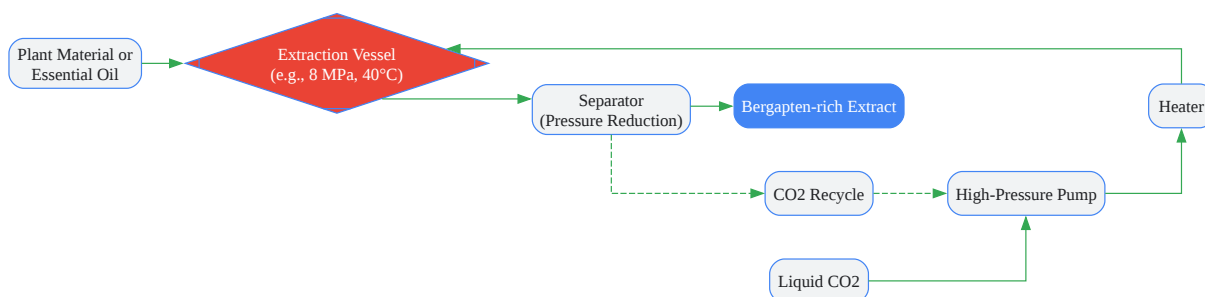 Plant Material or
Essential Oil
Extraction Vessel
(e.g., 8 MPa, 40°C)
Separator
(Pressure Reduction)
Bergapten-rich Extract
Heater
CO2 Recycle
High-Pressure Pump
Liquid CO2